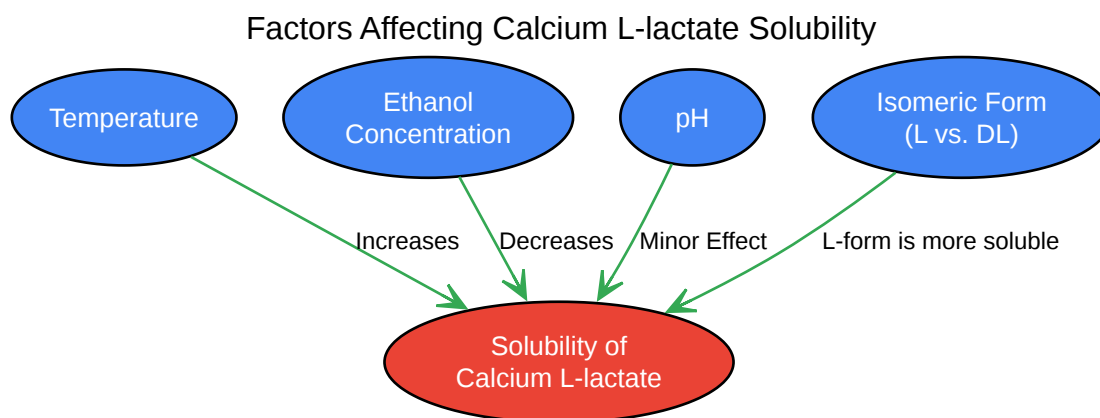 Factors Affecting Calcium L-lactate Solubility
Temperature
Ethanol
Concentration
pH
Isomeric Form
(L vs. DL)
Increases
Decreases
Minor Effect
L-form is more soluble
Solubility of
Calcium L-lactate